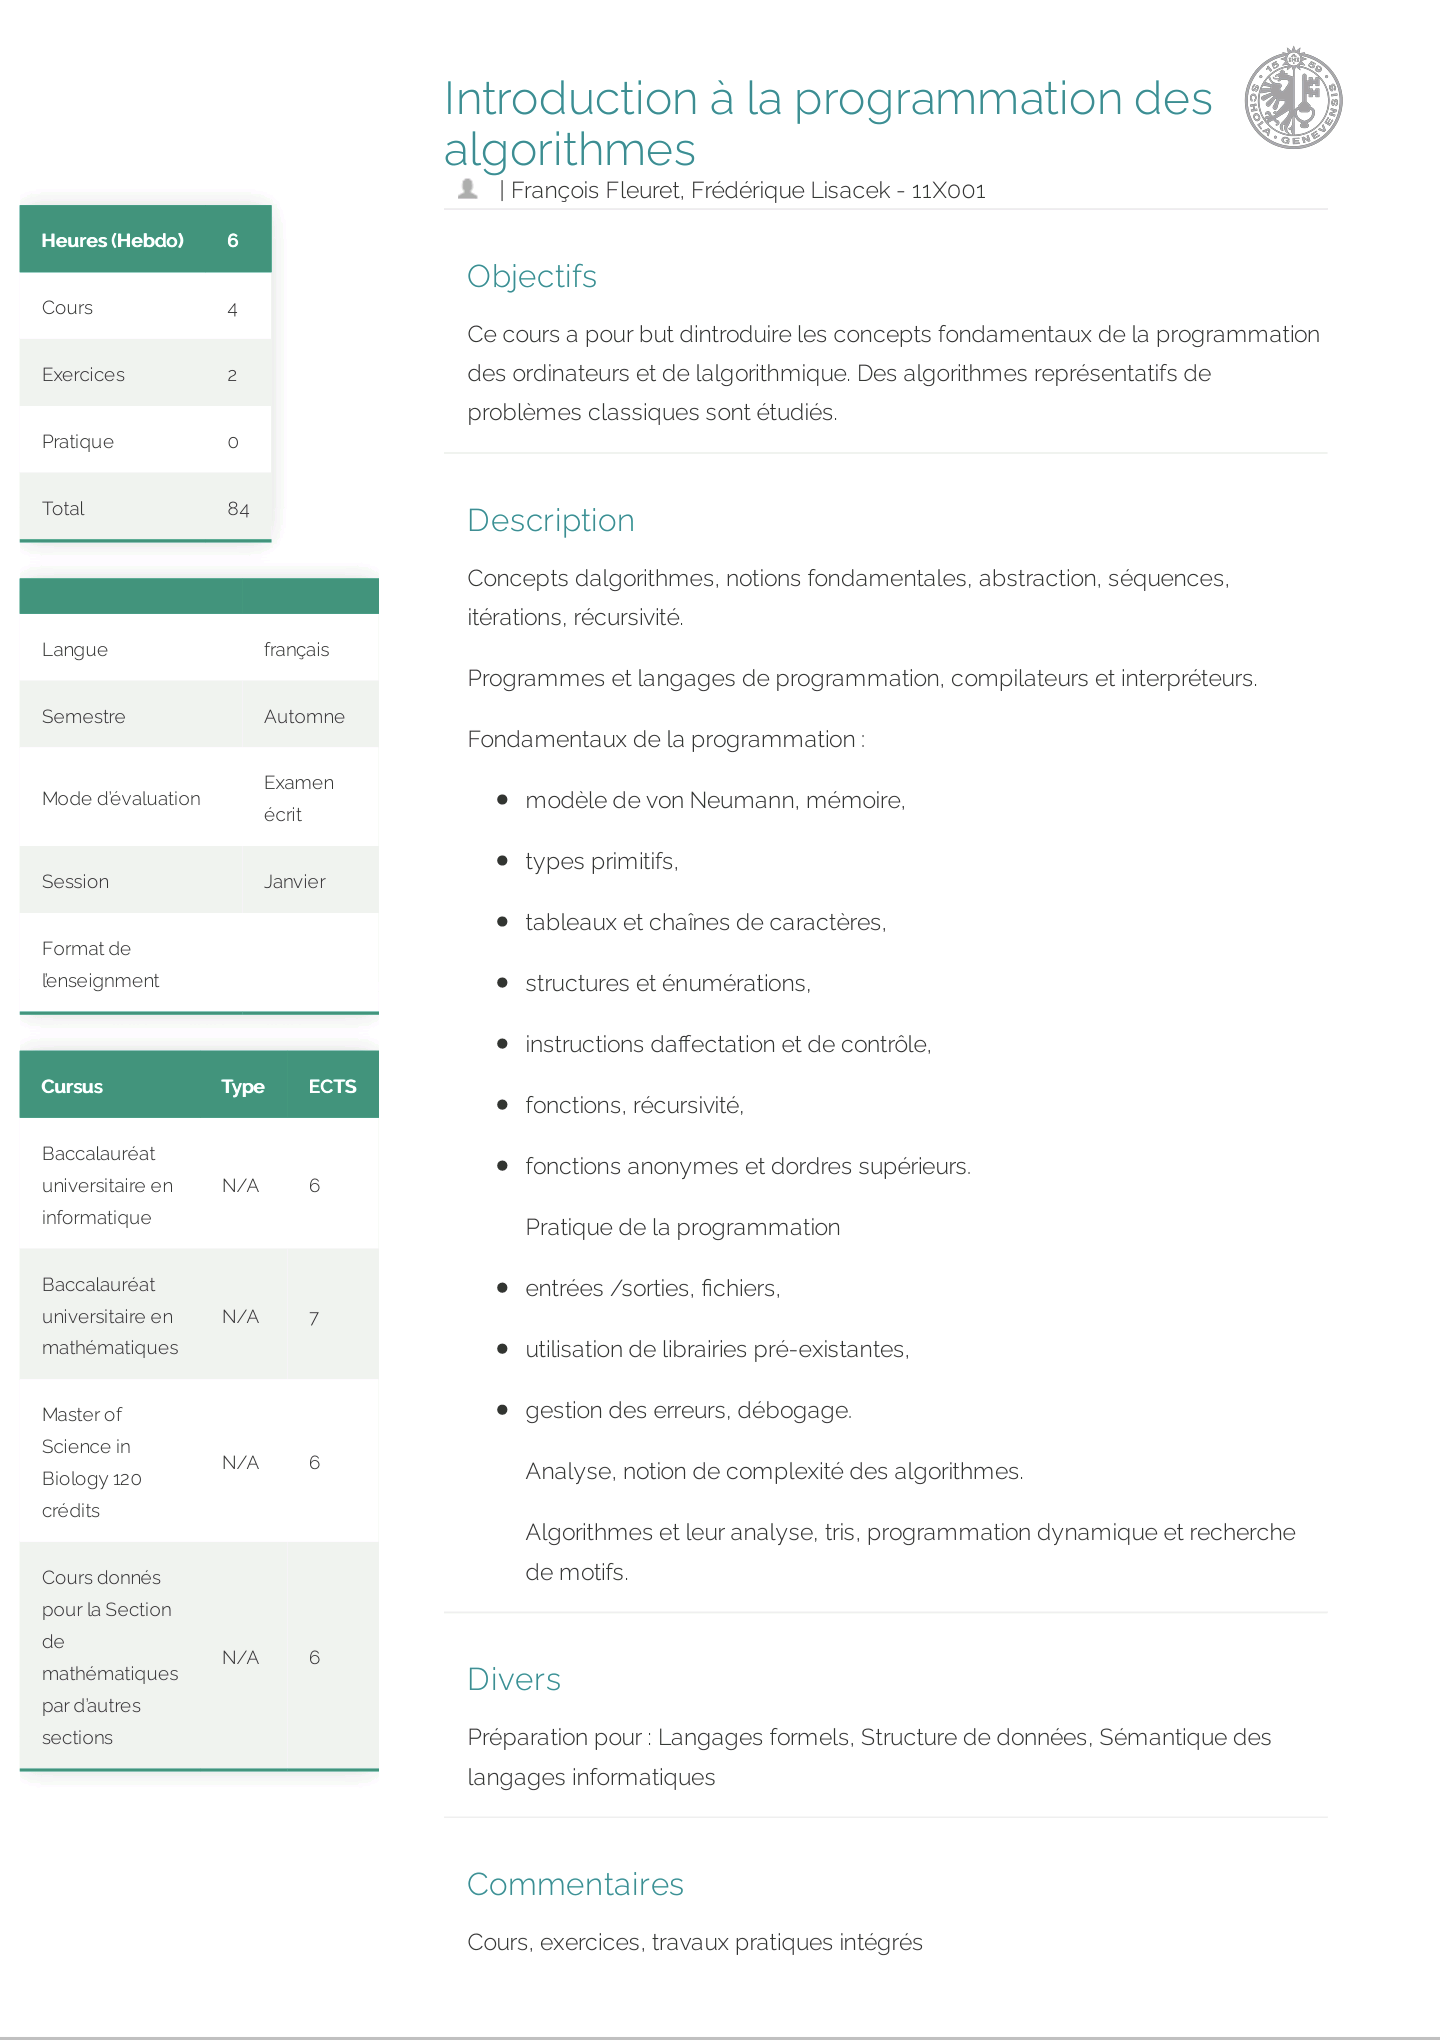 Introduction à la programmation des
algorithmes
| François Fleuret, Frédérique Lisacek - 11X001
SCHOLA GENEVENSIS
1559
Heures (Hebdo) 6
Cours 4
Exercices 2
Pratique 0
Total 84
Langue français
Semestre Automne
Mode d'évaluation Examen
écrit
Session Janvier
Format de
l'enseignment
Cursus Type ECTS
Baccalauréat
universitaire en N/A 6
informatique
Baccalauréat
universitaire en N/A 7
mathématiques
Master of
Science in
Biology 120 N/A 6
crédits
Cours donnés
pour la Section
de
mathématiques N/A 6
par d'autres
sections
Objectifs
Ce cours a pour but dintroduire les concepts fondamentaux de la programmation
des ordinateurs et de lalgorithmique. Des algorithmes représentatifs de
problèmes classiques sont étudiés.
Description
Concepts dalgorithmes, notions fondamentales, abstraction, séquences,
itérations, récursivité.
Programmes et langages de programmation, compilateurs et interpréteurs.
Fondamentaux de la programmation :
• modèle de von Neumann, mémoire,
• types primitifs,
• tableaux et chaînes de caractères,
• structures et énumérations,
• instructions daffectation et de contrôle,
• fonctions, récursivité,
• fonctions anonymes et dordres supérieurs.
Pratique de la programmation
• entrées /sorties, fichiers,
• utilisation de librairies pré-existantes,
• gestion des erreurs, débogage.
Analyse, notion de complexité des algorithmes.
Algorithmes et leur analyse, tris, programmation dynamique et recherche
de motifs.
Divers
Préparation pour : Langages formels, Structure de données, Sémantique des
langages informatiques
Commentaires
Cours, exercices, travaux pratiques intégrés